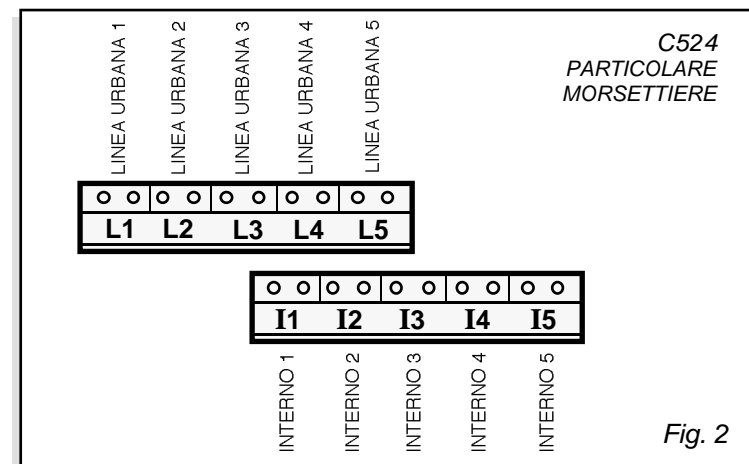 LINEA URBANA 1
LINEA URBANA 2
LINEA URBANA 3
LINEA URBANA 4
LINEA URBANA 5
C524
PARTICOLARE
MORSETTIERE
L1 L2 L3 L4 L5
I1 I2 I3 I4 I5
INTERNO 1
INTERNO 2
INTERNO 3
INTERNO 4
INTERNO 5
Fig. 2